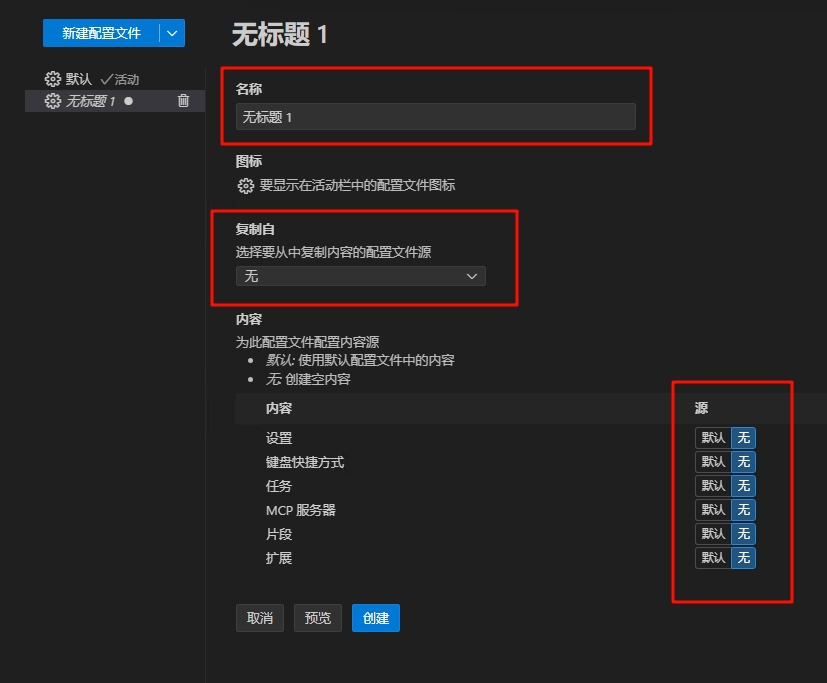 新建配置文件
默认 活动
无标题 1
无标题 1
名称
无标题 1
图标
要显示在活动栏中的配置文件图标
复制自
选择要从中复制内容的配置文件源
无
内容
为此配置文件配置内容源
默认: 使用默认配置文件中的内容
无: 创建空内容
内容 源
设置 默认 无
键盘快捷方式 默认 无
任务 默认 无
MCP 服务器 默认 无
片段 默认 无
扩展 默认 无
取消 预览 创建